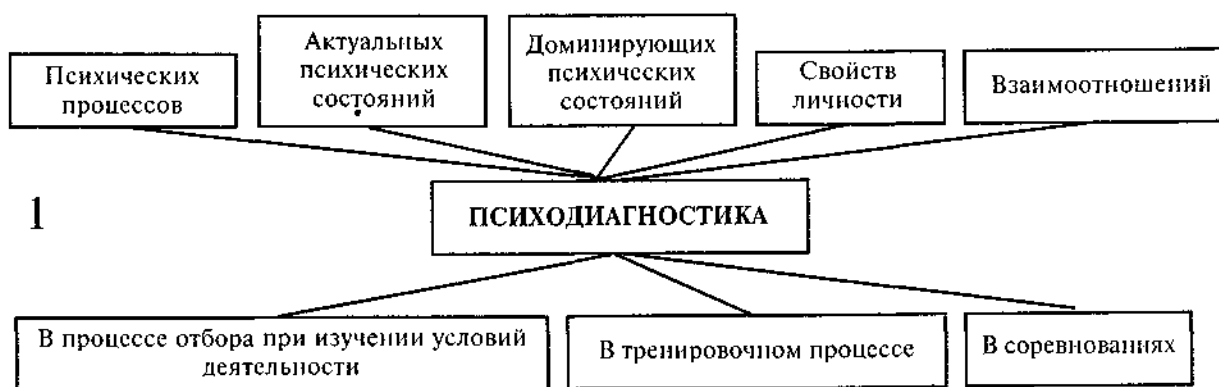 Психических
процессов
Актуальных
психических
состояний
Доминирующих
психических
состояний
Свойств
личности
Взаимоотношений
1
ПСИХОДИАГНОСТИКА
В процессе отбора при изучении условий
деятельности
В тренировочном процессе
В соревнованиях